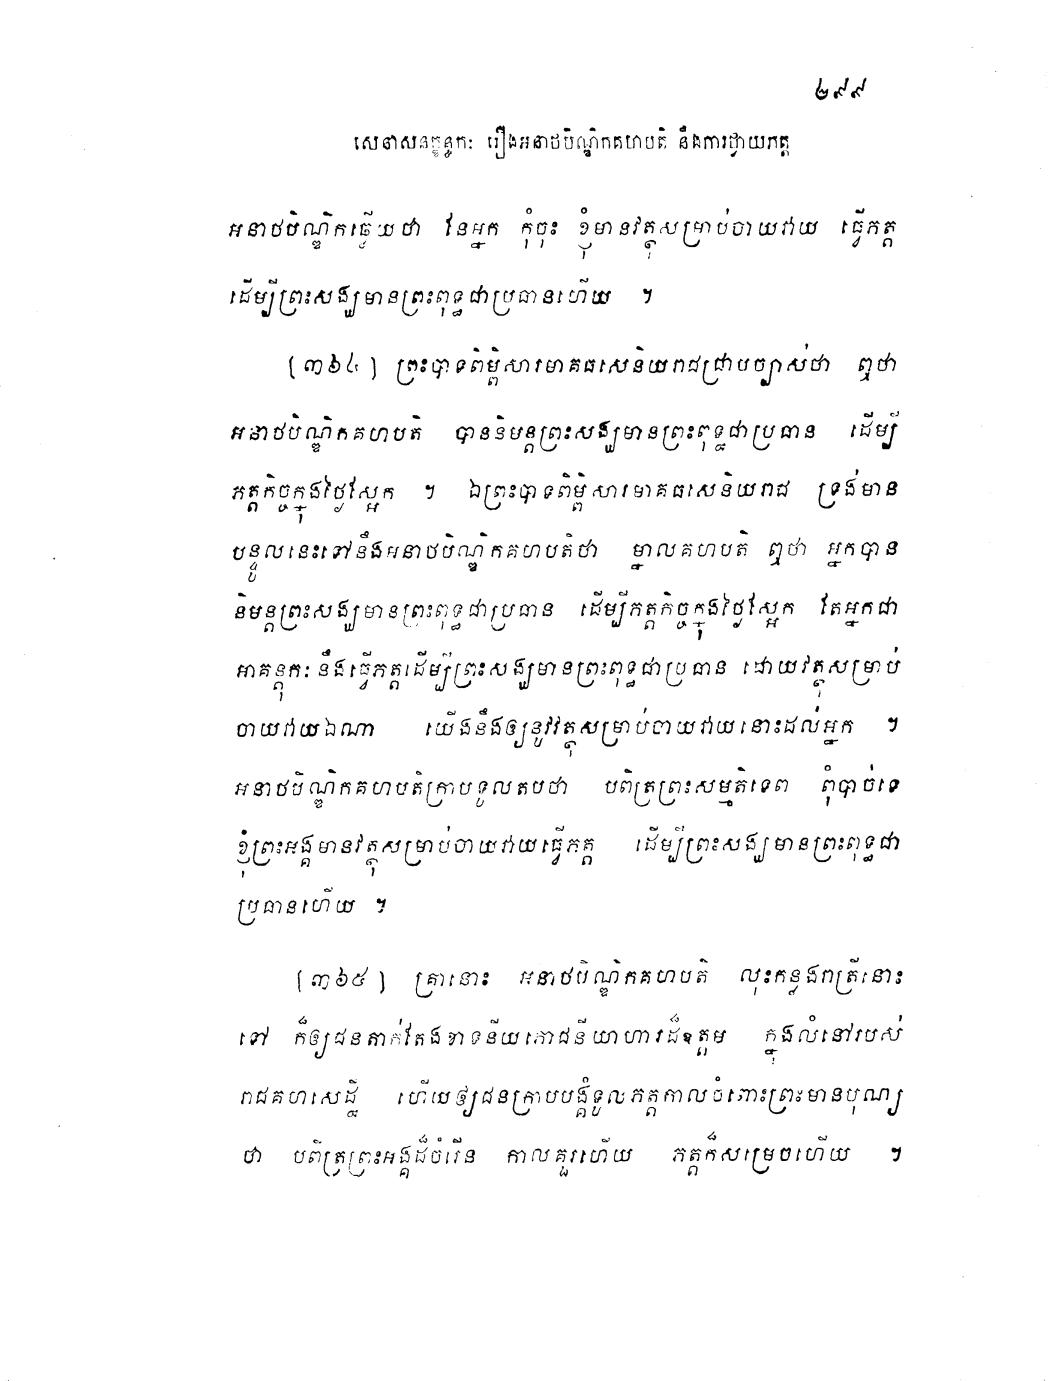 ២៩៩
សេនាសនក្ខន្ធកៈ រឿងអនាថបិណ្ឌិកគហបតិ នឹងការថ្វាយភត្ត
អនាថបិណ្ឌិកឆ្លើយថា នែអ្នក កុំចុះ ខ្ញុំមានវត្ថុសម្រាប់ចាយវាយ ធ្វើភត្ត
ដើម្បីព្រះសង្ឃមានព្រះពុទ្ធជាប្រធានហើយ ។
[៣៦៤] ព្រះបាទពិម្ពិសារមាគធសេនិយរាជជ្រាបច្បាស់ថា ឮថា
អនាថបិណ្ឌិកគហបតិ បាននិមន្តព្រះសង្ឃមានព្រះពុទ្ធជាប្រធាន ដើម្បី
ភត្តកិច្ចក្នុងថ្ងៃស្អែក ។ ឯព្រះបាទពិម្ពិសារមាគធសេនិយរាជ ទ្រង់មាន
បន្ទូលនេះទៅនឹងអនាថបិណ្ឌិកគហបតិថា ម្នាលគហបតិ ឮថា អ្នកបាន
និមន្តព្រះសង្ឃមានព្រះពុទ្ធជាប្រធាន ដើម្បីភត្តកិច្ចក្នុងថ្ងៃស្អែក តែអ្នកជា
អាគន្តុកៈ នឹងធ្វើភត្តដើម្បីព្រះសង្ឃមានព្រះពុទ្ធជាប្រធាន ដោយវត្ថុសម្រាប់
ចាយវាយឯណា យើងនឹងឲ្យនូវវត្ថុសម្រាប់ចាយវាយនោះដល់អ្នក ។
អនាថបិណ្ឌិកគហបតិក្រាបទូលតបថា បពិត្រព្រះសម្មតិទេព ពុំបាច់ទេ
ខ្ញុំព្រះអង្គមានវត្ថុសម្រាប់ចាយវាយធ្វើភត្ត ដើម្បីព្រះសង្ឃមានព្រះពុទ្ធជា
ប្រធានហើយ ។
[៣៦៥] គ្រានោះ អនាថបិណ្ឌិកគហបតិ លុះកន្លងរាត្រីនោះ
ទៅ ក៏ឲ្យជនតាក់តែងខាទនីយភោជនីយាហារដ៏ឧត្តម ក្នុងលំនៅរបស់
រាជគហសេដ្ឋី ហើយឲ្យជនក្រាបបង្គំទូលភត្តកាលចំពោះព្រះមានបុណ្យ
ថា បពិត្រព្រះអង្គដ៏ចំរើន កាលគួរហើយ ភត្តក៏សម្រេចហើយ ។